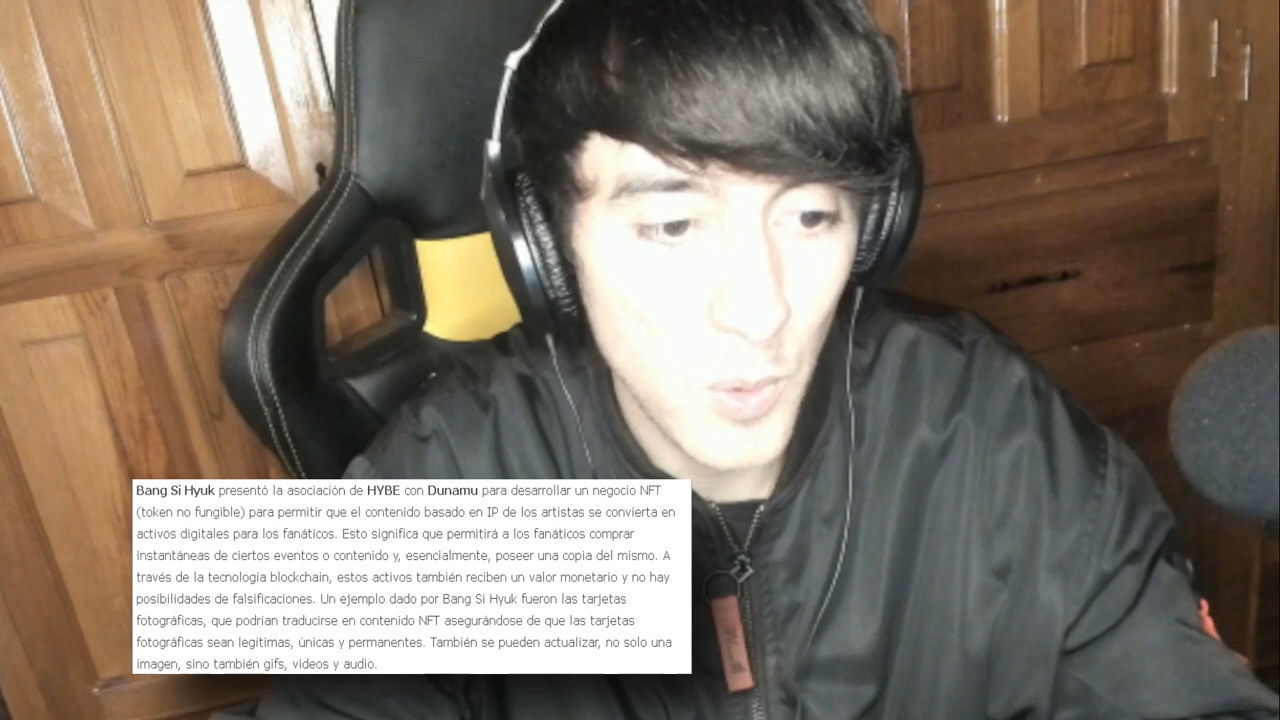 Bang Si Hyuk presentó la asociación de HYBE con Dunamu para desarrollar un negocio NFT
(token no fungible) para permitir que el contenido basado en IP de los artistas se convierta en
activos digitales para los fanáticos. Esto significa que permitirá a los fanáticos comprar
instantáneas de ciertos eventos o contenido y, esencialmente, poseer una copia del mismo. A
través de la tecnología blockchain, estos activos también reciben un valor monetario y no hay
posibilidades de falsificaciones. Un ejemplo dado por Bang Si Hyuk fueron las tarjetas
fotográficas, que podrían traducirse en contenido NFT asegurándose de que las tarjetas
fotográficas sean legítimas, únicas y permanentes. También se pueden actualizar, no solo una
imagen, sino también gifs, videos y audio.